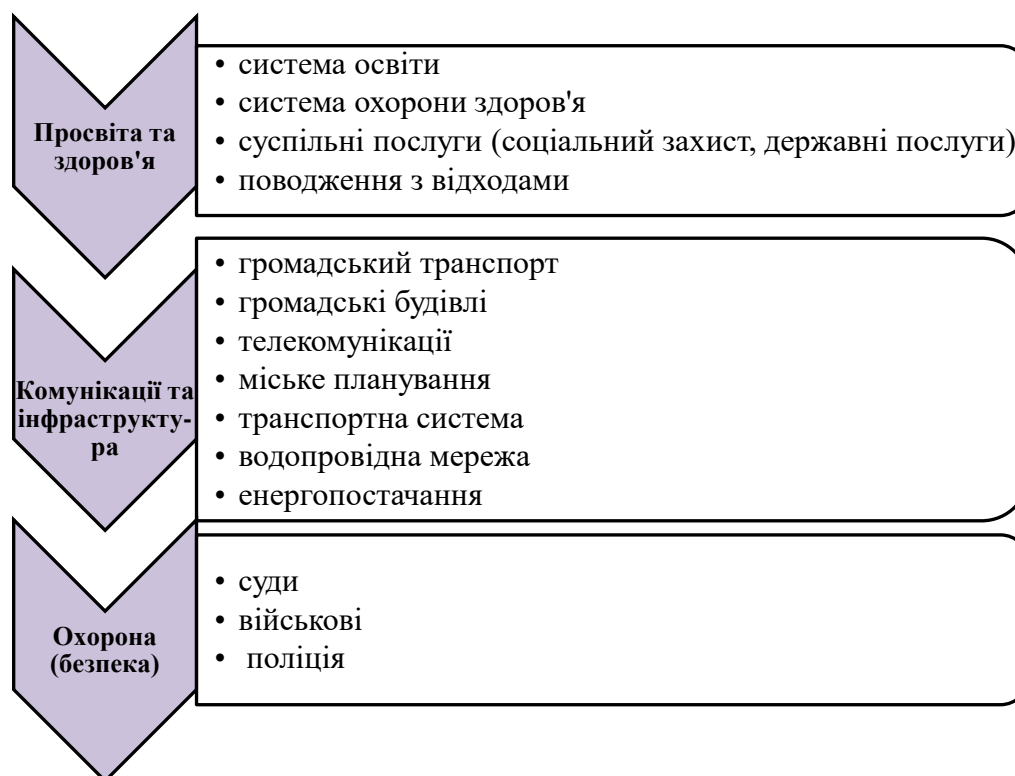 Просвіта та
здоров'я
• система освіти
• система охорони здоров'я
• суспільні послуги (соціальний захист, державні послуги)
• поводження з відходами
Комунікації та
інфраструкту-
ра
• громадський транспорт
• громадські будівлі
• телекомунікації
• міське планування
• транспортна система
• водопровідна мережа
• енергопостачання
Охорона
(безпека)
• суди
• військові
• поліція